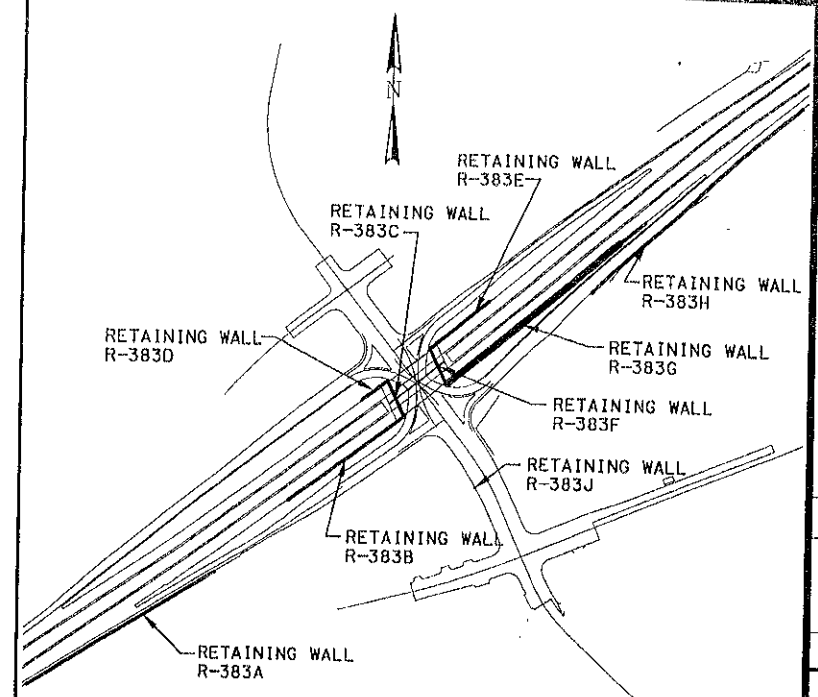 N
RETAINING WALL
R-383E
RETAINING WALL
R-383C
RETAINING WALL
R-383H
RETAINING WALL
R-383D
RETAINING WALL
R-383G
RETAINING WALL
R-383F
RETAINING WALL
R-383J
RETAINING WALL
R-383B
RETAINING WALL
R-383A